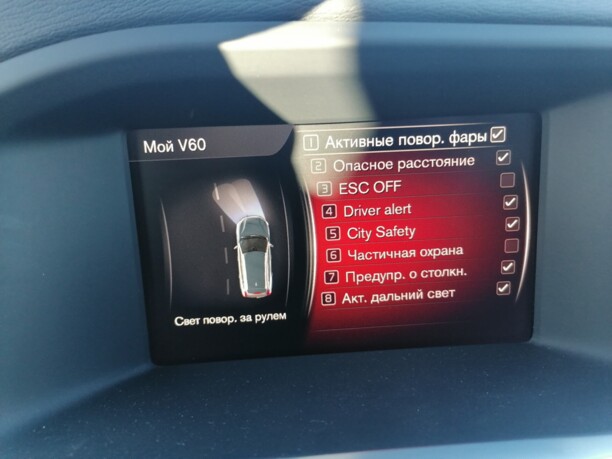 Мой V60
1 Активные повор. фары
2 Опасное расстояние
3 ESC OFF
4 Driver alert
5 City Safety
6 Частичная охрана
7 Предупр. о столкн.
8 Акт. дальний свет
Свет повор. за рулем